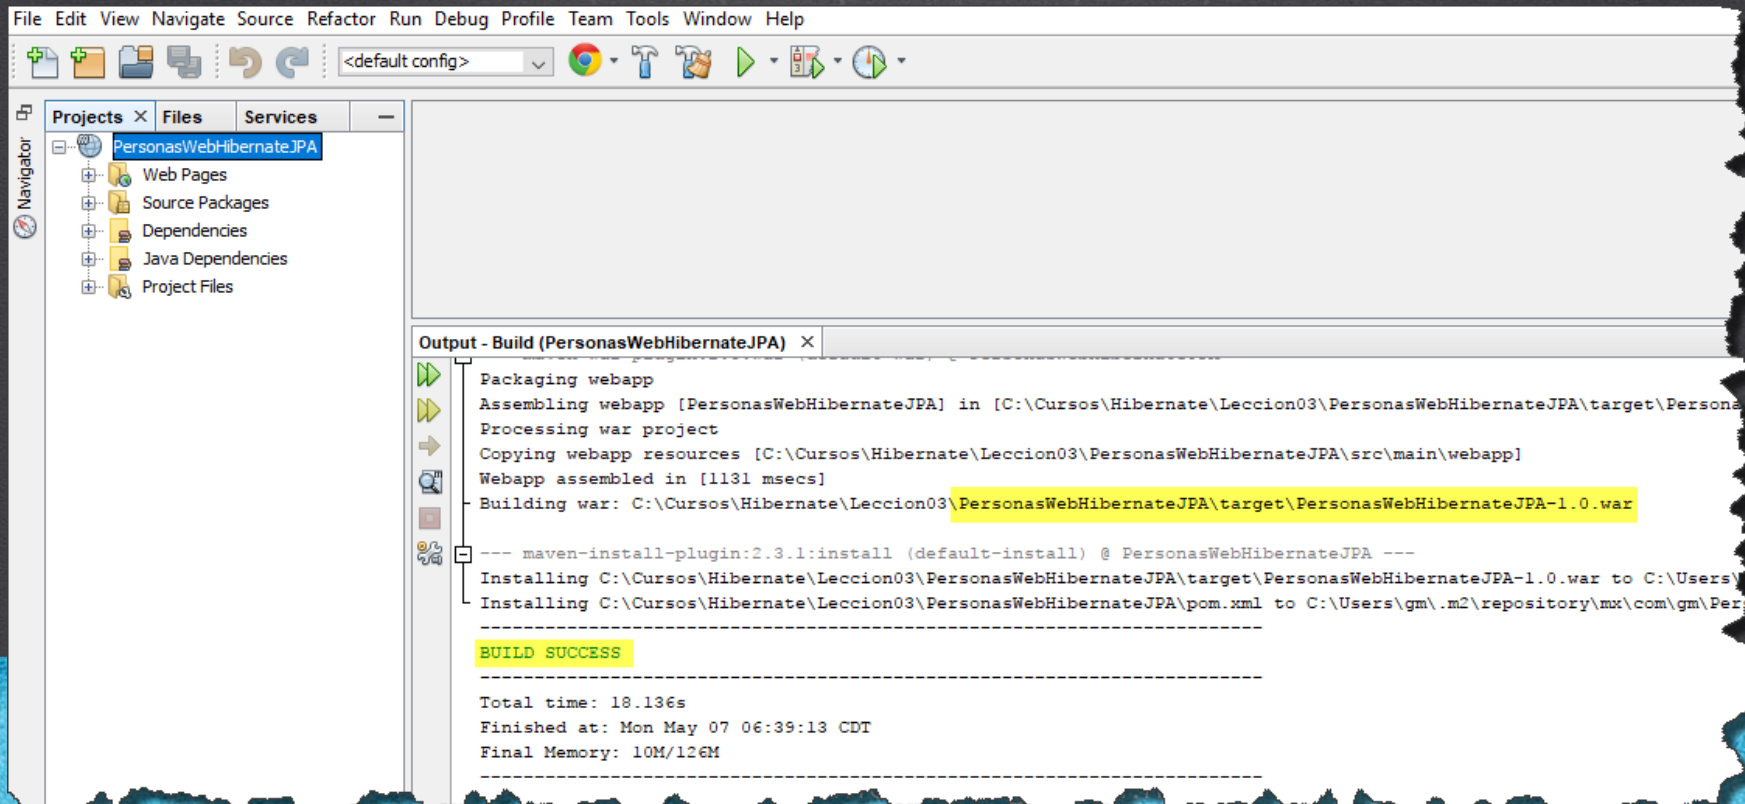 File Edit View Navigate Source Refactor Run Debug Profile Team Tools Window Help
<default config>
Projects Files Services
Navigator
PersonasWebHibernateJPA
Web Pages
Source Packages
Dependencies
Java Dependencies
Project Files
Output - Build (PersonasWebHibernateJPA)
Packaging webapp
Assembling webapp [PersonasWebHibernateJPA] in [C:\Cursos\Hibernate\Leccion03\PersonasWebHibernateJPA\target\Persona
Processing war project
Copying webapp resources [C:\Cursos\Hibernate\Leccion03\PersonasWebHibernateJPA\src\main\webapp]
Webapp assembled in [1131 msecs]
Building war: C:\Cursos\Hibernate\Leccion03\PersonasWebHibernateJPA\target\PersonasWebHibernateJPA-1.0.war
--- maven-install-plugin:2.3.1:install (default-install) @ PersonasWebHibernateJPA ---
Installing C:\Cursos\Hibernate\Leccion03\PersonasWebHibernateJPA\target\PersonasWebHibernateJPA-1.0.war to C:\Users\
Installing C:\Cursos\Hibernate\Leccion03\PersonasWebHibernateJPA\pom.xml to C:\Users\gm\.m2\repository\mx\com\gm\Per
------------------------------------------------------------------------
BUILD SUCCESS
------------------------------------------------------------------------
Total time: 18.136s
Finished at: Mon May 07 06:39:13 CDT
Final Memory: 10M/126M
------------------------------------------------------------------------